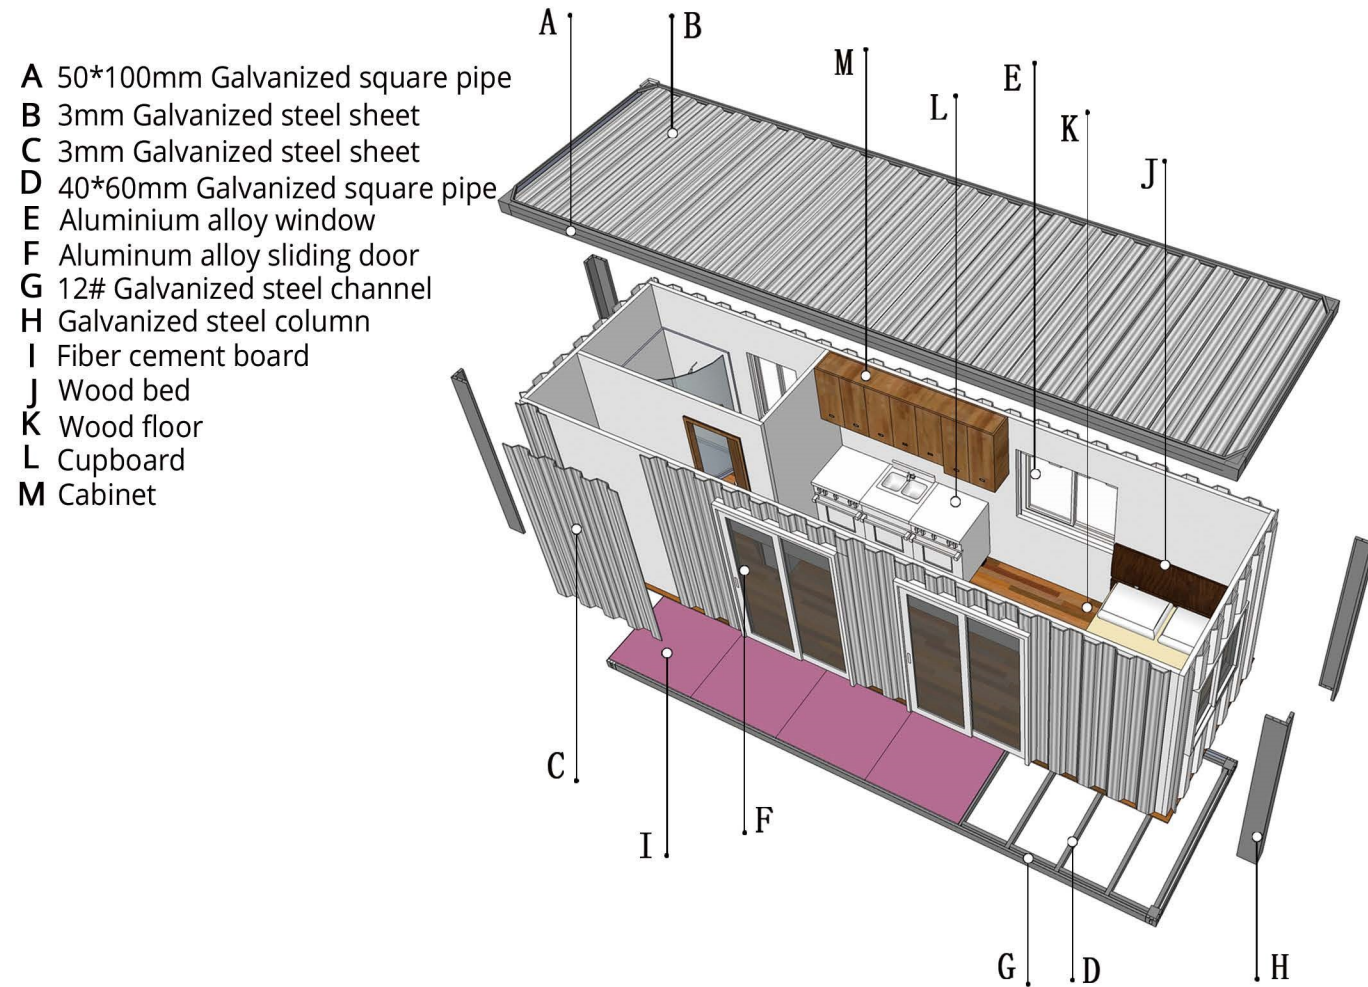 A 50*100mm Galvanized square pipe
B 3mm Galvanized steel sheet
C 3mm Galvanized steel sheet
D 40*60mm Galvanized square pipe
E Aluminium alloy window
F Aluminum alloy sliding door
G 12# Galvanized steel channel
H Galvanized steel column
I Fiber cement board
J Wood bed
K Wood floor
L Cupboard
M Cabinet
A
B
M
E
L
K
J
C
I
F
G
D
H